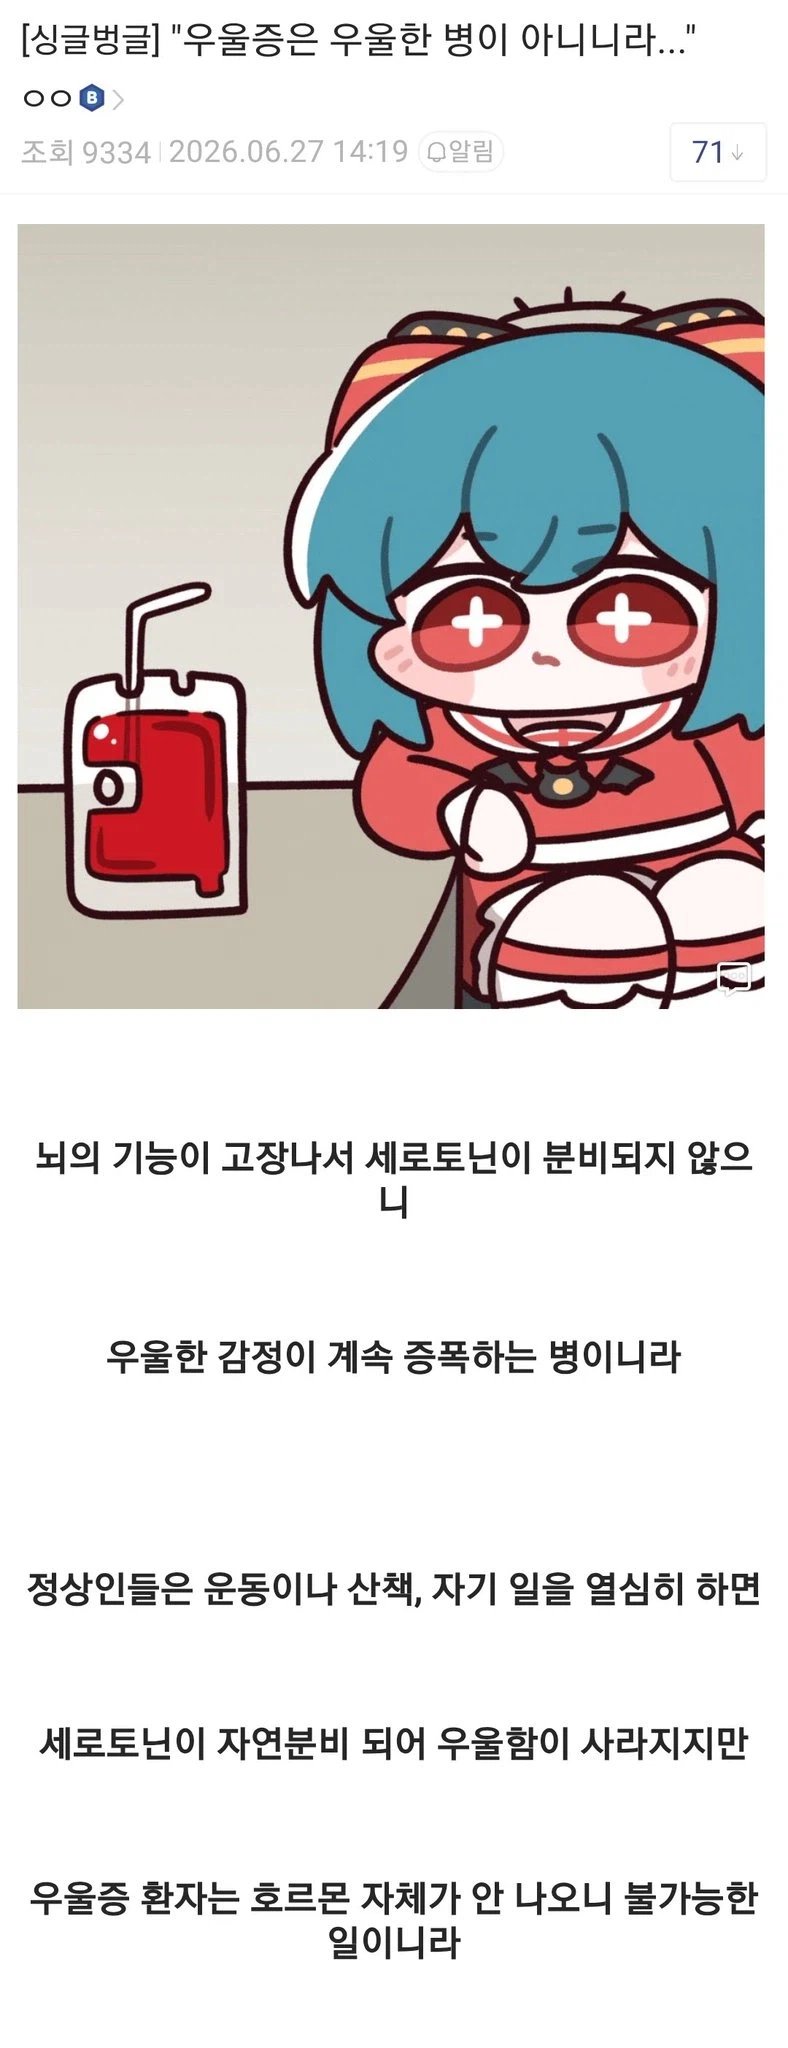 [싱글벙글] "우울증은 우울한 병이 아니니라..."
ㅇㅇ B
조회 9334 2026.06.27 14:19 알림
71
뇌의 기능이 고장나서 세로토닌이 분비되지 않으
니
우울한 감정이 계속 증폭하는 병이니라
정상인들은 운동이나 산책, 자기 일을 열심히 하면
세로토닌이 자연분비 되어 우울함이 사라지지만
우울증 환자는 호르몬 자체가 안 나오니 불가능한
일이니라